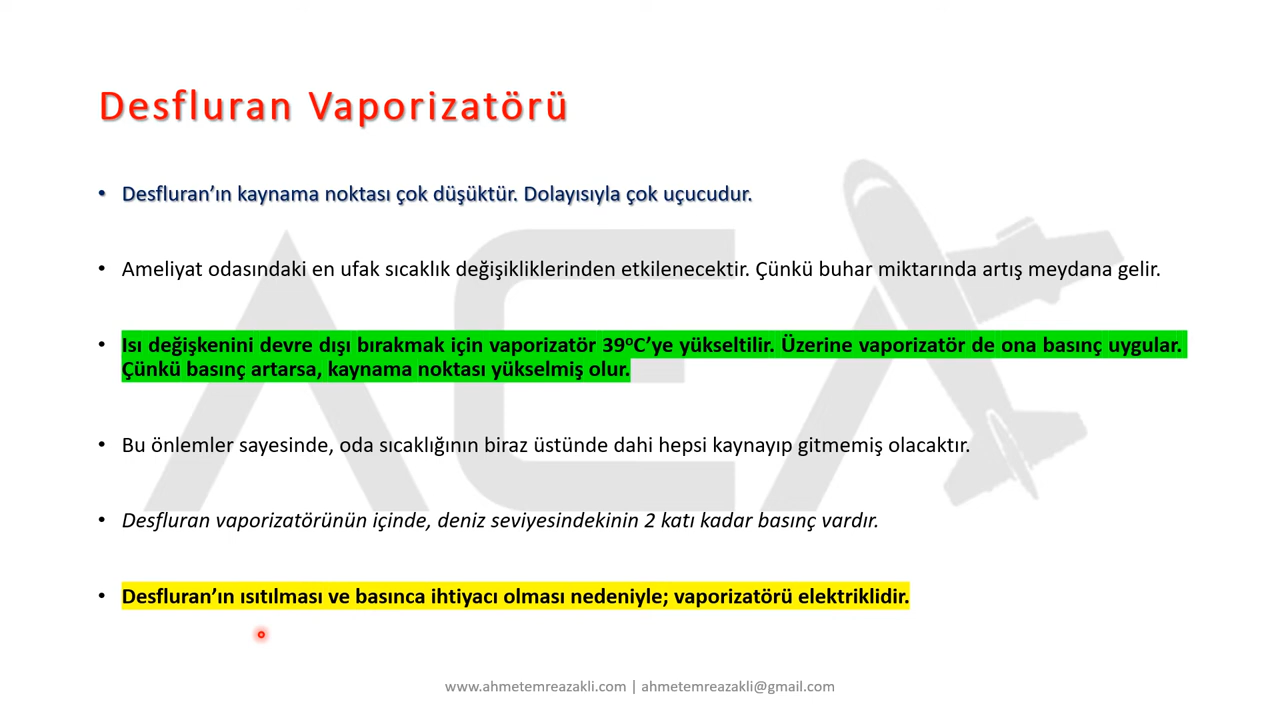 Desfluran Vaporizatörü
• Desfluran’ın kaynama noktası çok düşüktür. Dolayısıyla çok uçucudur.
• Ameliyat odasındaki en ufak sıcaklık değişikliklerinden etkilenecektir. Çünkü buhar miktarında artış meydana gelir.
• Isı değişkenini devre dışı bırakmak için vaporizatör 39ºC’ye yükseltilir. Üzerine vaporizatör de ona basınç uygular.
Çünkü basınç artarsa, kaynama noktası yükselmiş olur.
• Bu önlemler sayesinde, oda sıcaklığının biraz üstünde dahi hepsi kaynayıp gitmemiş olacaktır.
• Desfluran vaporizatörünün içinde, deniz seviyesindekinin 2 katı kadar basınç vardır.
• Desfluran’ın ısıtılması ve basınca ihtiyacı olması nedeniyle; vaporizatörü elektriklidir.
www.ahmetemreazakli.com | ahmetemreazakli@gmail.com
ACA